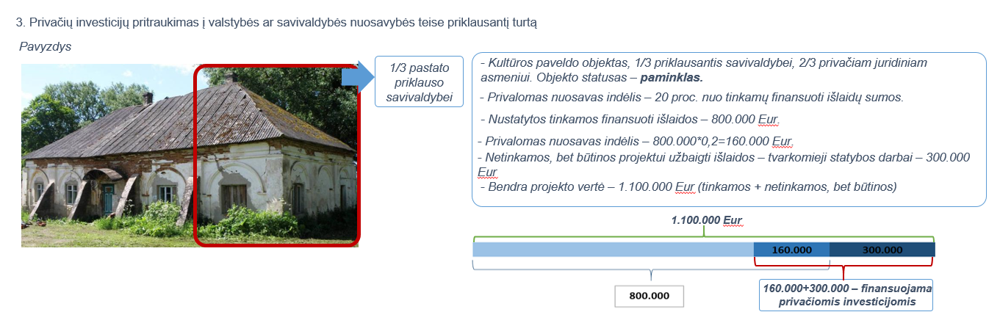 3. Privačių investicijų pritraukimas į valstybės ar savivaldybės nuosavybės teise priklausantį turtą
Pavyzdys
1/3 pastato
priklauso
savivaldybei
- Kultūros paveldo objektas, 1/3 priklausantis savivaldybei, 2/3 privačiam juridiniam
asmeniui. Objekto statusas – paminklas.
- Privalomas nuosavas indėlis – 20 proc. nuo tinkamų finansuoti išlaidų sumos.
- Nustatytos tinkamos finansuoti išlaidos – 800.000 Eur.
- Privalomas nuosavas indėlis – 800.000*0,2=160.000 Eur.
- Netinkamos, bet būtinos projektui užbaigti išlaidos – tvarkomieji statybos darbai – 300.000
Eur
- Bendra projekto vertė – 1.100.000 Eur (tinkamos + netinkamos, bet būtinos)
1.100.000 Eur
160.000
300.000
800.000
160.000+300.000 – finansuojama
privačiomis investicijomis